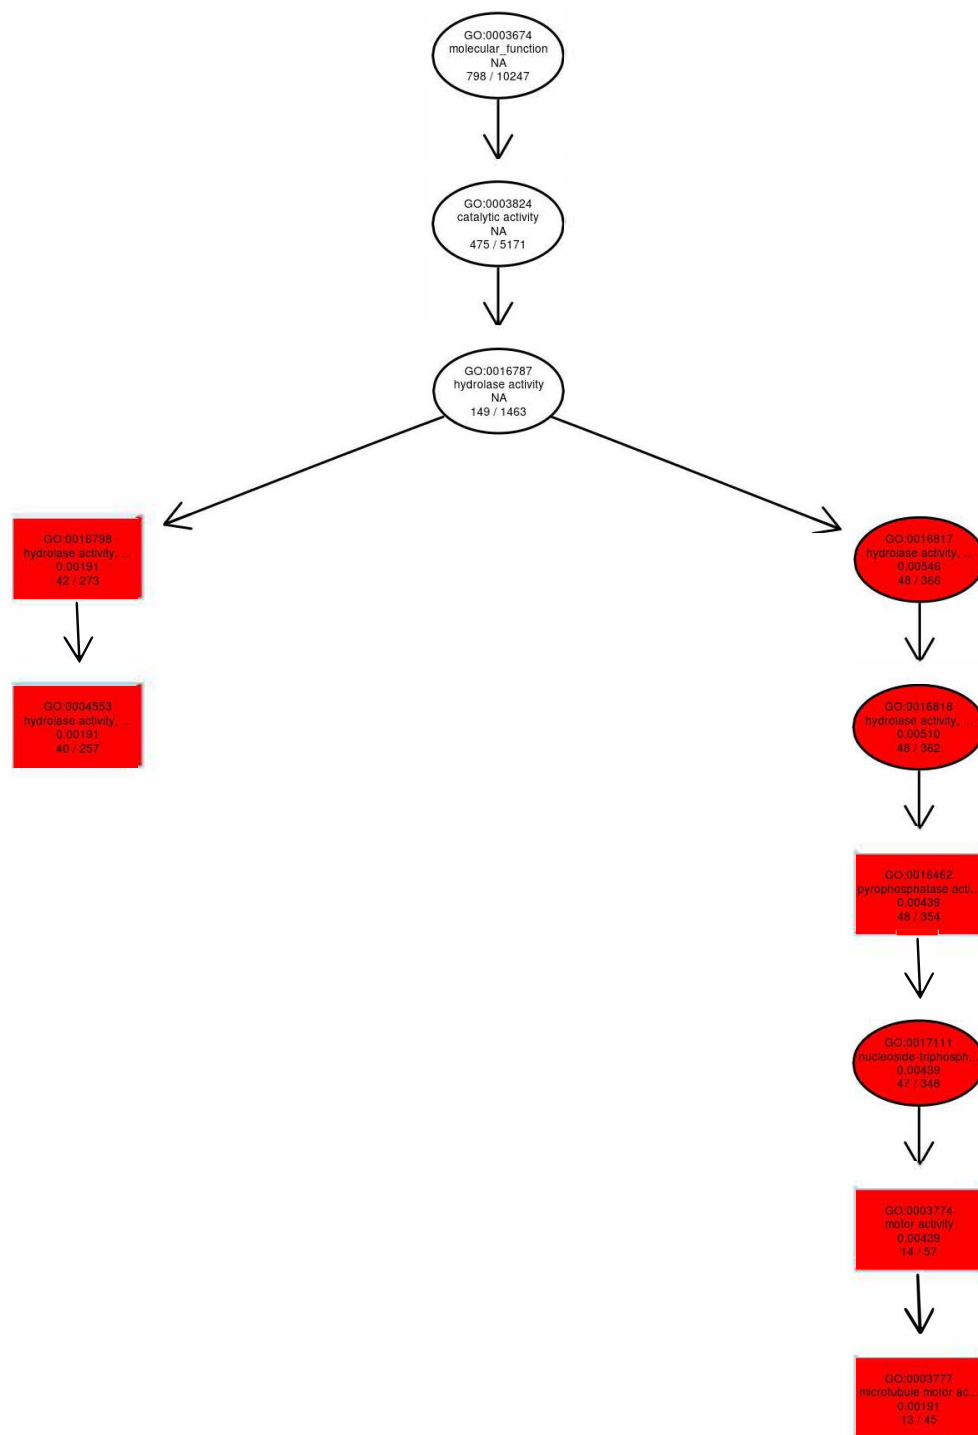 GO:0003674
molecular_function
NA
798 / 10247
GO:0003824
catalytic activity
NA
475 / 5171
GO:0016787
hydrolase activity
NA
149 / 1463
GO:0016798
hydrolase activity, ...
0.00191
42 / 273
GO:0004553
hydrolase activity, ...
0.00191
40 / 257
GO:0016817
hydrolase activity, ...
0.00546
48 / 366
GO:0016818
hydrolase activity, ...
0.00510
48 / 362
GO:0016462
pyrophosphatase acti...
0.00439
48 / 354
GO:0017111
nucleoside-triphosph...
0.00439
47 / 348
GO:0003774
motor activity
0.00439
14 / 57
GO:0003777
microtubule motor ac...
0.00191
13 / 45